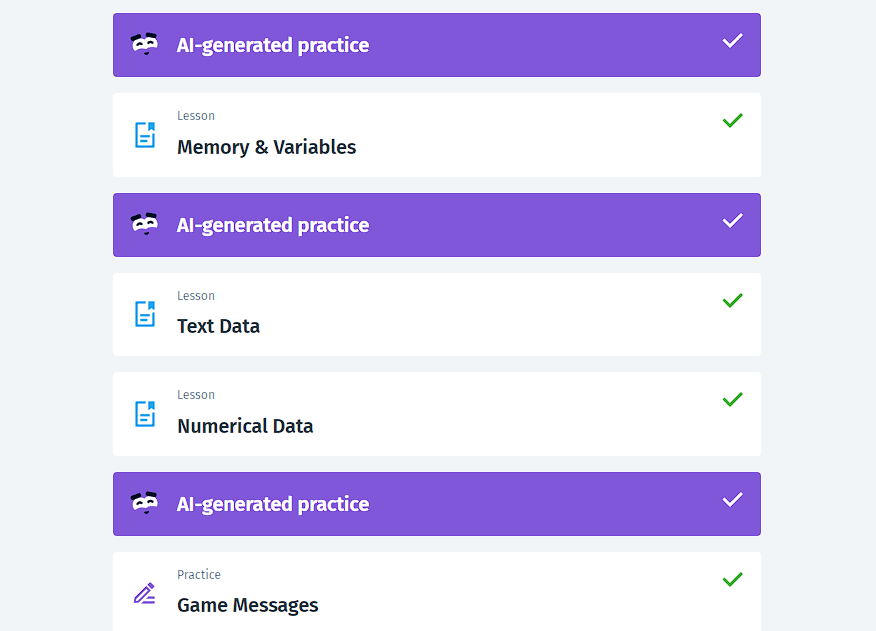 AI-generated practice
Lesson
Memory & Variables
AI-generated practice
Lesson
Text Data
Lesson
Numerical Data
AI-generated practice
Practice
Game Messages